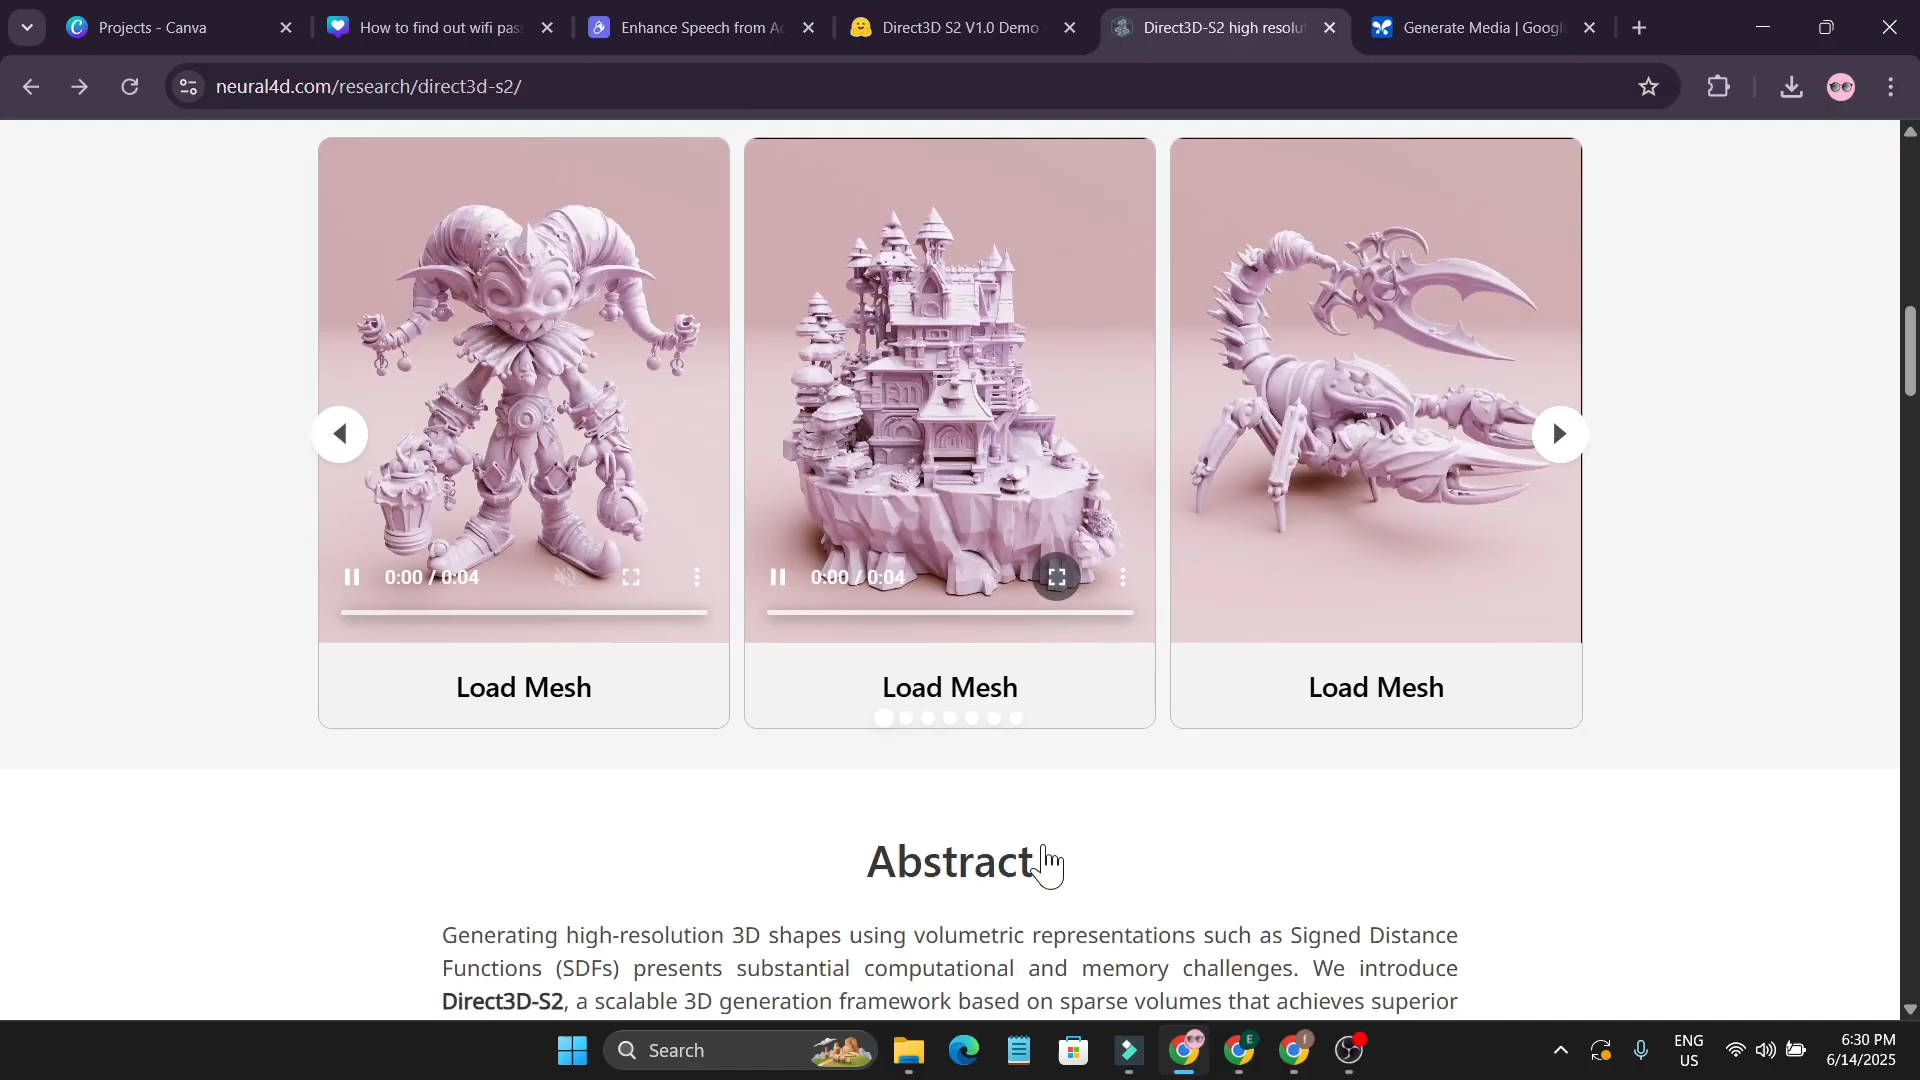 Projects - Canva
How to find out wifi pas
Enhance Speech from A
Direct3D S2 V1.0 Demo
Direct3D-S2 high resolu
Generate Media | Googl
neural4d.com/research/direct3d-s2/
0:00 / 0:04
0:00 / 0:04
Load Mesh
Load Mesh
Load Mesh
Abstract
Generating high-resolution 3D shapes using volumetric representations such as Signed Distance
Functions (SDFs) presents substantial computational and memory challenges. We introduce
Direct3D-S2, a scalable 3D generation framework based on sparse volumes that achieves superior
Search
ENG
US
6:30 PM
6/14/2025